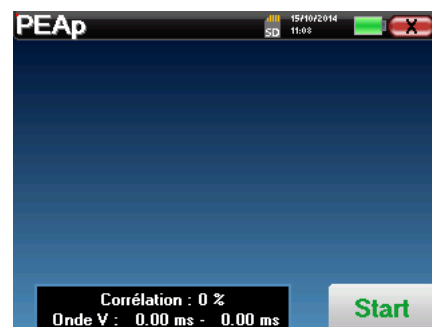 PEAp
SD
15/10/2014
11:08
X
Corrélation : 0 %
Onde V : 0.00 ms - 0.00 ms
Start